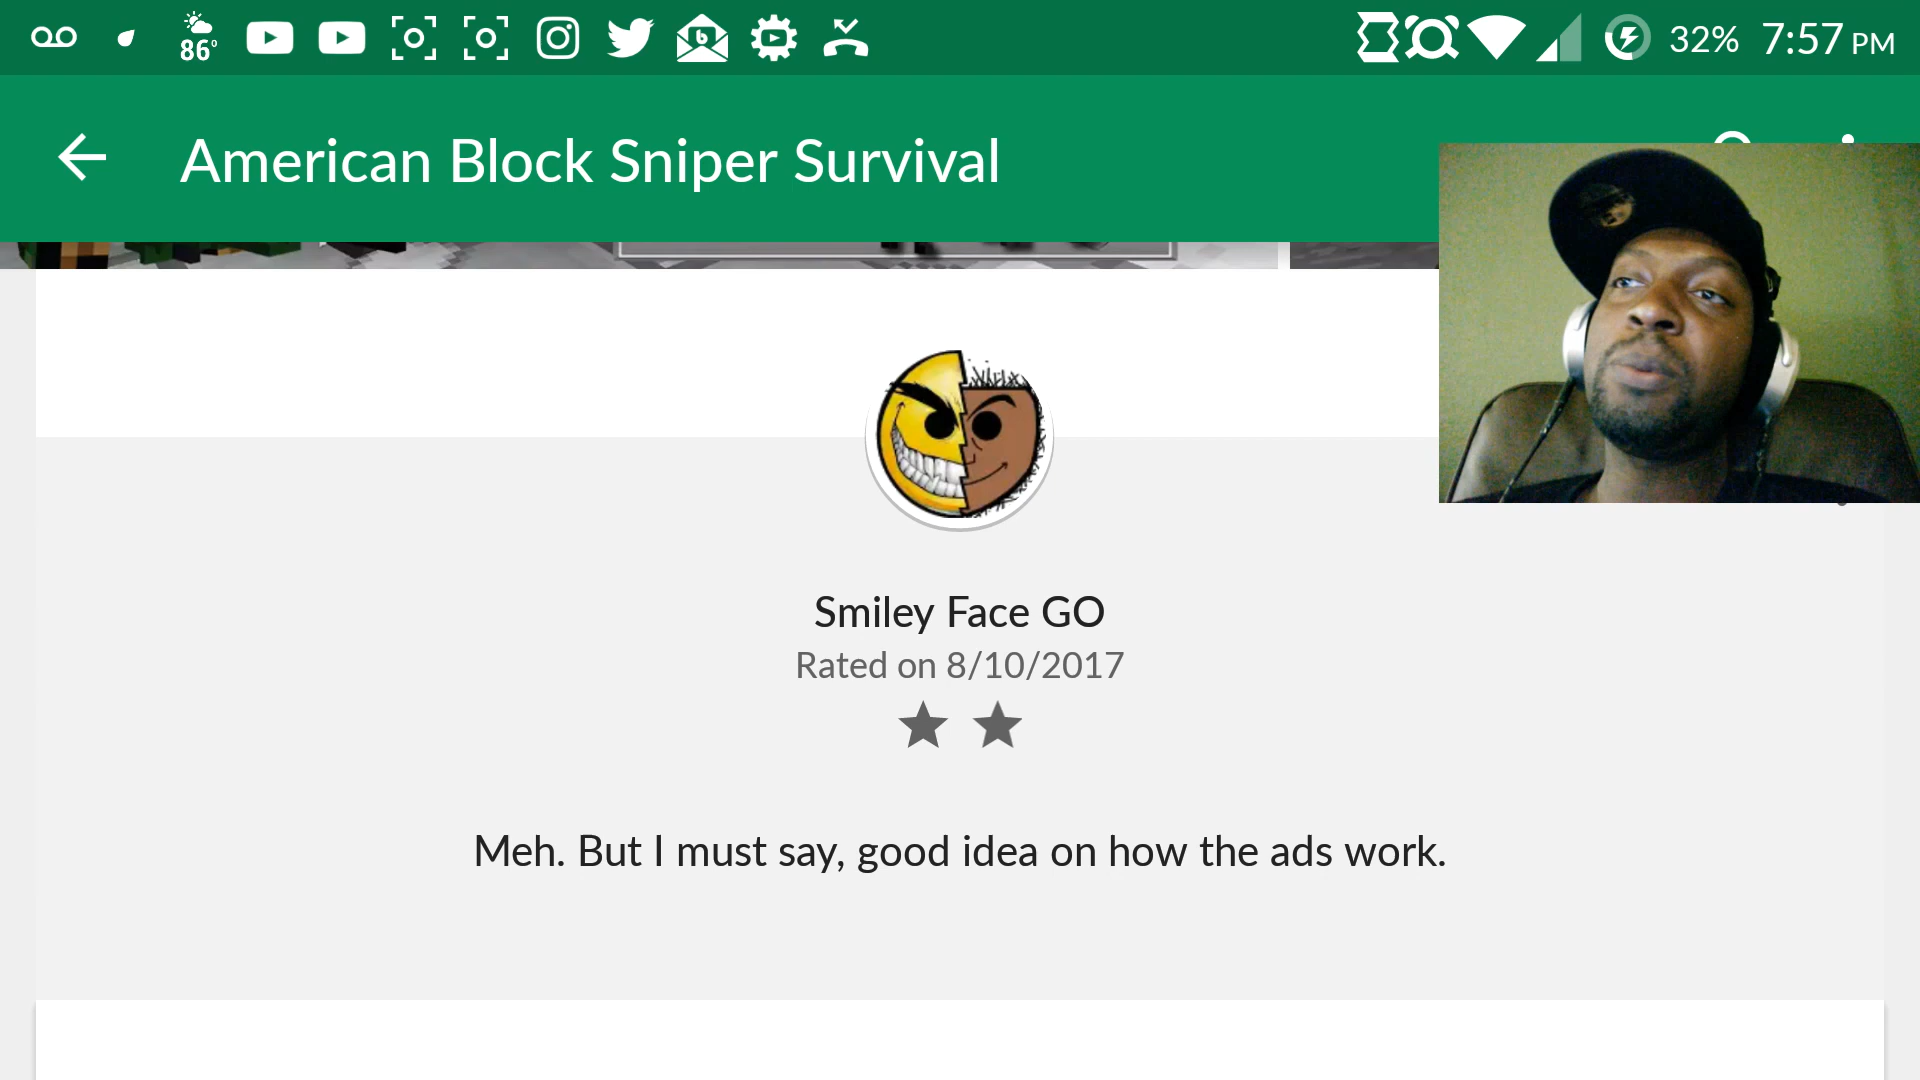 86°
32% 7:57 PM
American Block Sniper Survival
Smiley Face GO
Rated on 8/10/2017
Meh. But I must say, good idea on how the ads work.